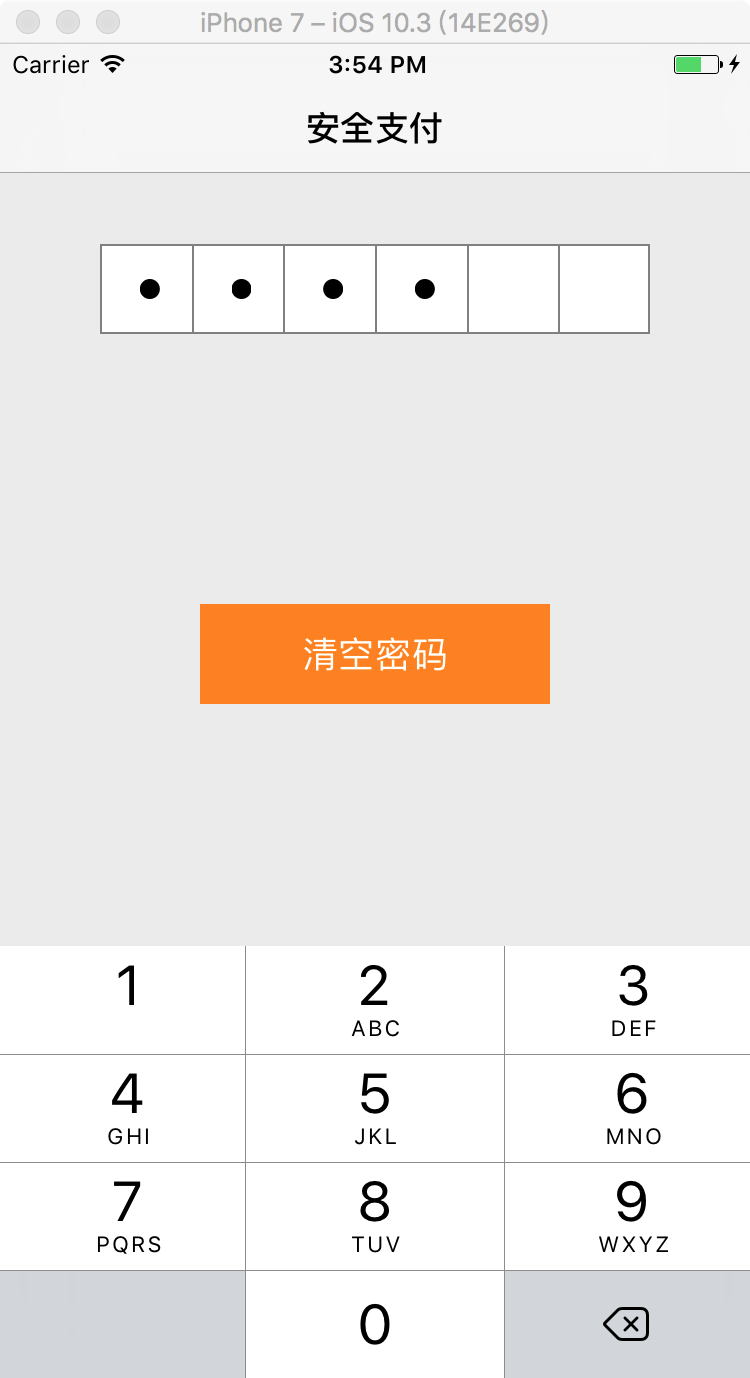 iPhone 7 – iOS 10.3 (14E269)
Carrier 3:54 PM
安全支付
清空密码
1 2 3
ABC DEF
4 5 6
GHI JKL MNO
7 8 9
PQRS TUV WXYZ
0